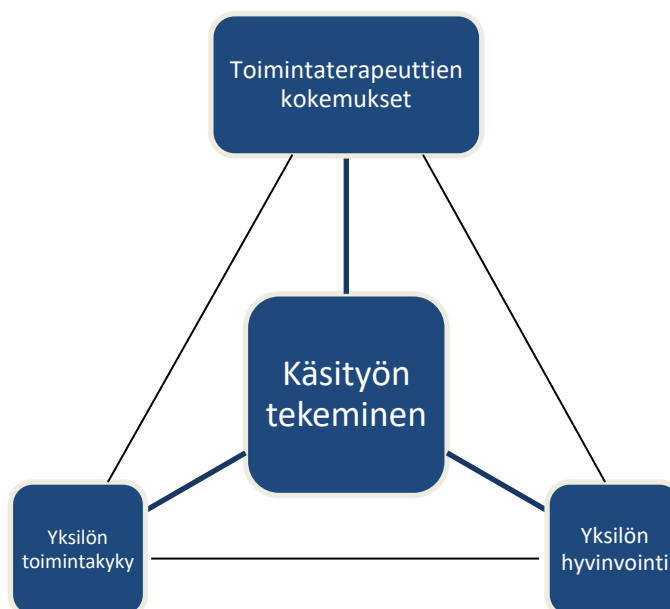 Toimintaterapeuttien
kokemukset
Käsityön
tekeminen
Yksilön
toimintakyky
Yksilön
hyvinvointi